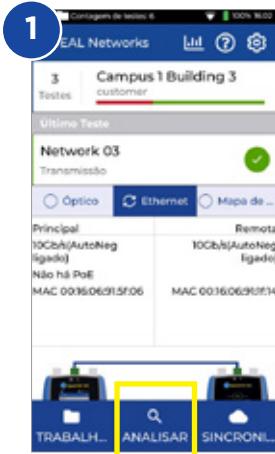 1
Contagem de testes: 6
100% 16:02
EAL Networks
3
Testes
Campus 1 Building 3
customer
Último Teste
Network 03
Transmissão
Óptico
Ethernet
Mapa de ...
Principal
Remota
10Gb/s(AutoNeg
ligado)
10Gb/s(AutoNeg
ligado)
Não há PoE
MAC 00:16:06:91:5f:06
TRABALH...
ANALISAR
SINCRONI...